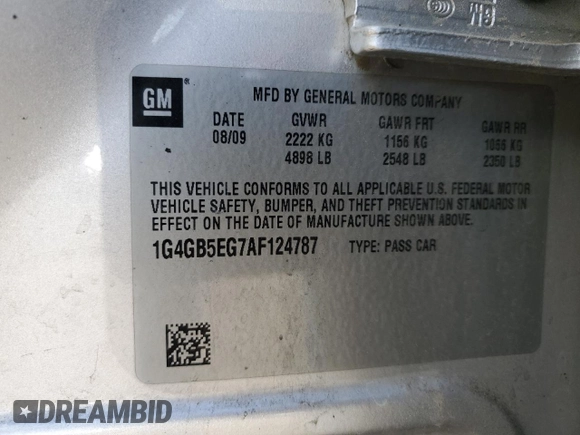 GM
MFD BY GENERAL MOTORS COMPANY
DATE GVWR GAWR FRT GAWR RR
08/09 2222 KG 1156 KG 1066 KG
4898 LB 2548 LB 2350 LB
THIS VEHICLE CONFORMS TO ALL APPLICABLE U.S. FEDERAL MOTOR
VEHICLE SAFETY, BUMPER, AND THEFT PREVENTION STANDARDS IN
EFFECT ON THE DATE OF MANUFACTURE SHOWN ABOVE.
1G4GB5EG7AF124787 TYPE: PASS CAR
DREAMBID